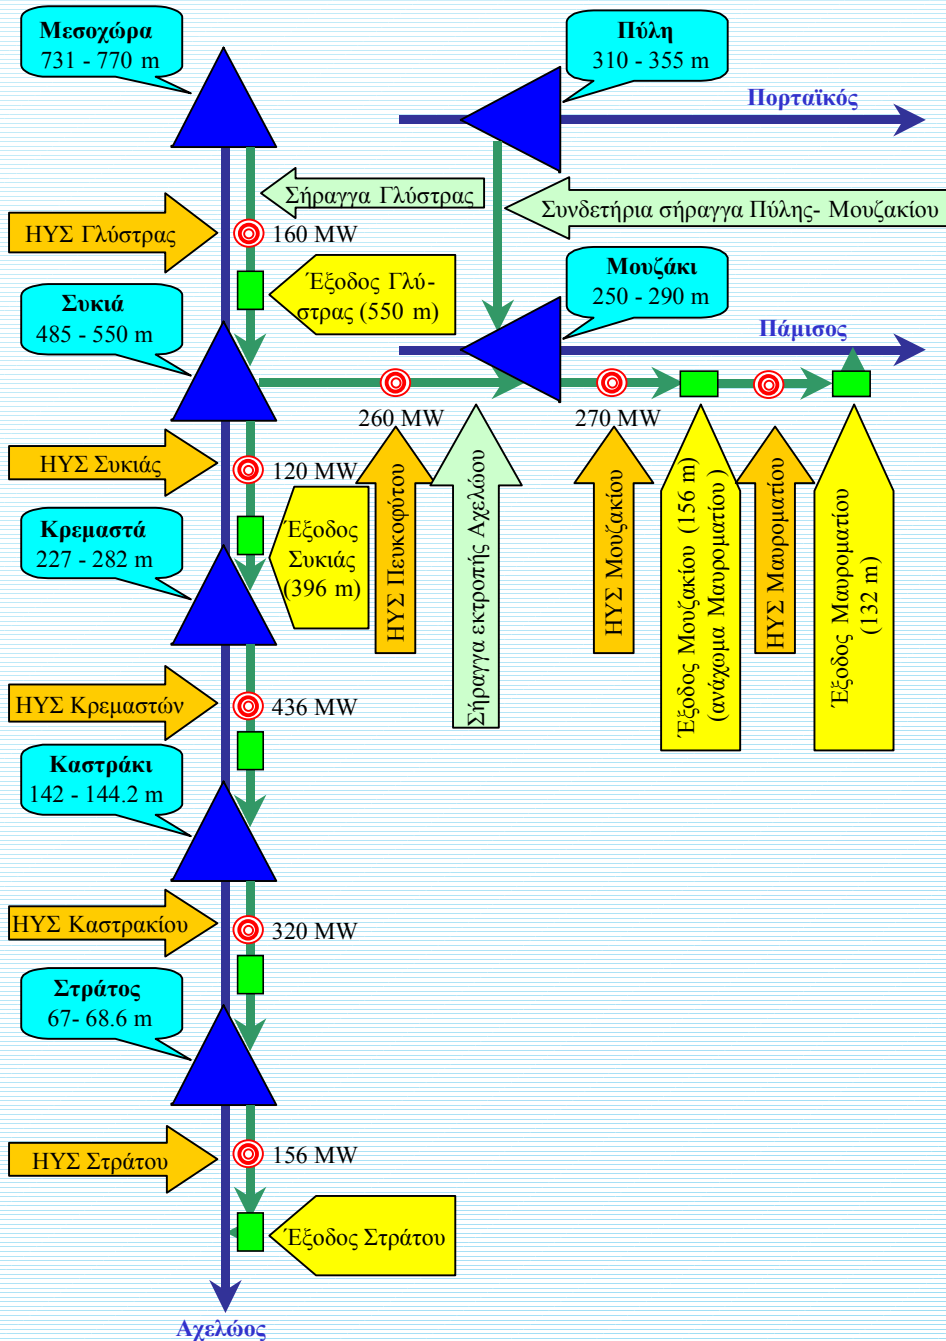 Μεσοχώρα
731 - 770 m
Πύλη
310 - 355 m
Πορταϊκός
Σήραγγα Γλύστρας
Συνδετήρια σήραγγα Πύλης- Μουζακίου
ΗΥΣ Γλύστρας
160 MW
Έξοδος Γλύ-
στρας (550 m)
Μουζάκι
250 - 290 m
Συκιά
485 - 550 m
Πάμισος
260 MW
270 MW
ΗΥΣ Συκιάς
120 MW
Έξοδος
Συκιάς
(396 m)
ΗΥΣ Πευκοφύτου
Σήραγγα εκτροπής Αχελώου
ΗΥΣ Μουζακίου
Έξοδος Μουζακίου (156 m)
(ανάχωμα Μαυροματίου)
ΗΥΣ Μαυροματίου
Έξοδος Μαυροματίου
(132 m)
Κρεμαστά
227 - 282 m
ΗΥΣ Κρεμαστών
436 MW
Καστράκι
142 - 144.2 m
ΗΥΣ Καστρακίου
320 MW
Στράτος
67- 68.6 m
ΗΥΣ Στράτου
156 MW
Έξοδος Στράτου
Αχελώος